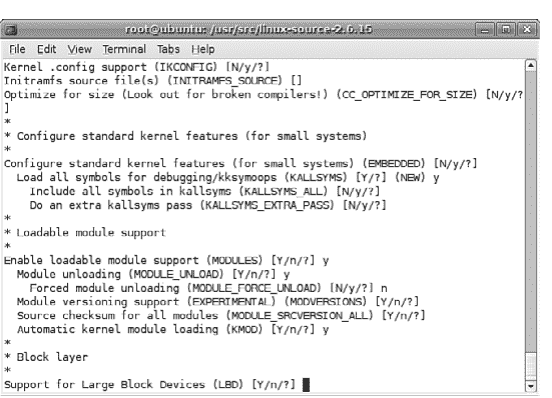 root@ubuntu: /usr/src/linux-source-2.6.15
File Edit View Terminal Tabs Help
Kernel .config support (IKCONFIG) [N/y/?]
Initramfs source file(s) (INITRAMFS_SOURCE) []
Optimize for size (Look out for broken compilers!) (CC_OPTIMIZE_FOR_SIZE) [N/y/?
]
*
* Configure standard kernel features (for small systems)
*
Configure standard kernel features (for small systems) (EMBEDDED) [N/y/?]
Load all symbols for debugging/kksymoops (KALLSYMS) [Y/?] (NEW) y
Include all symbols in kallsyms (KALLSYMS_ALL) [N/y/?]
Do an extra kallsyms pass (KALLSYMS_EXTRA_PASS) [N/y/?]
*
* Loadable module support
*
Enable loadable module support (MODULES) [Y/n/?] y
Module unloading (MODULE_UNLOAD) [Y/n/?] y
Forced module unloading (MODULE_FORCE_UNLOAD) [N/y/?] n
Module versioning support (EXPERIMENTAL) (MODVERSIONS) [Y/n/?]
Source checksum for all modules (MODULE_SRCVERSION_ALL) [Y/n/?]
Automatic kernel module loading (KMOD) [Y/n/?] y
*
* Block layer
*
Support for Large Block Devices (LBD) [Y/n/?]